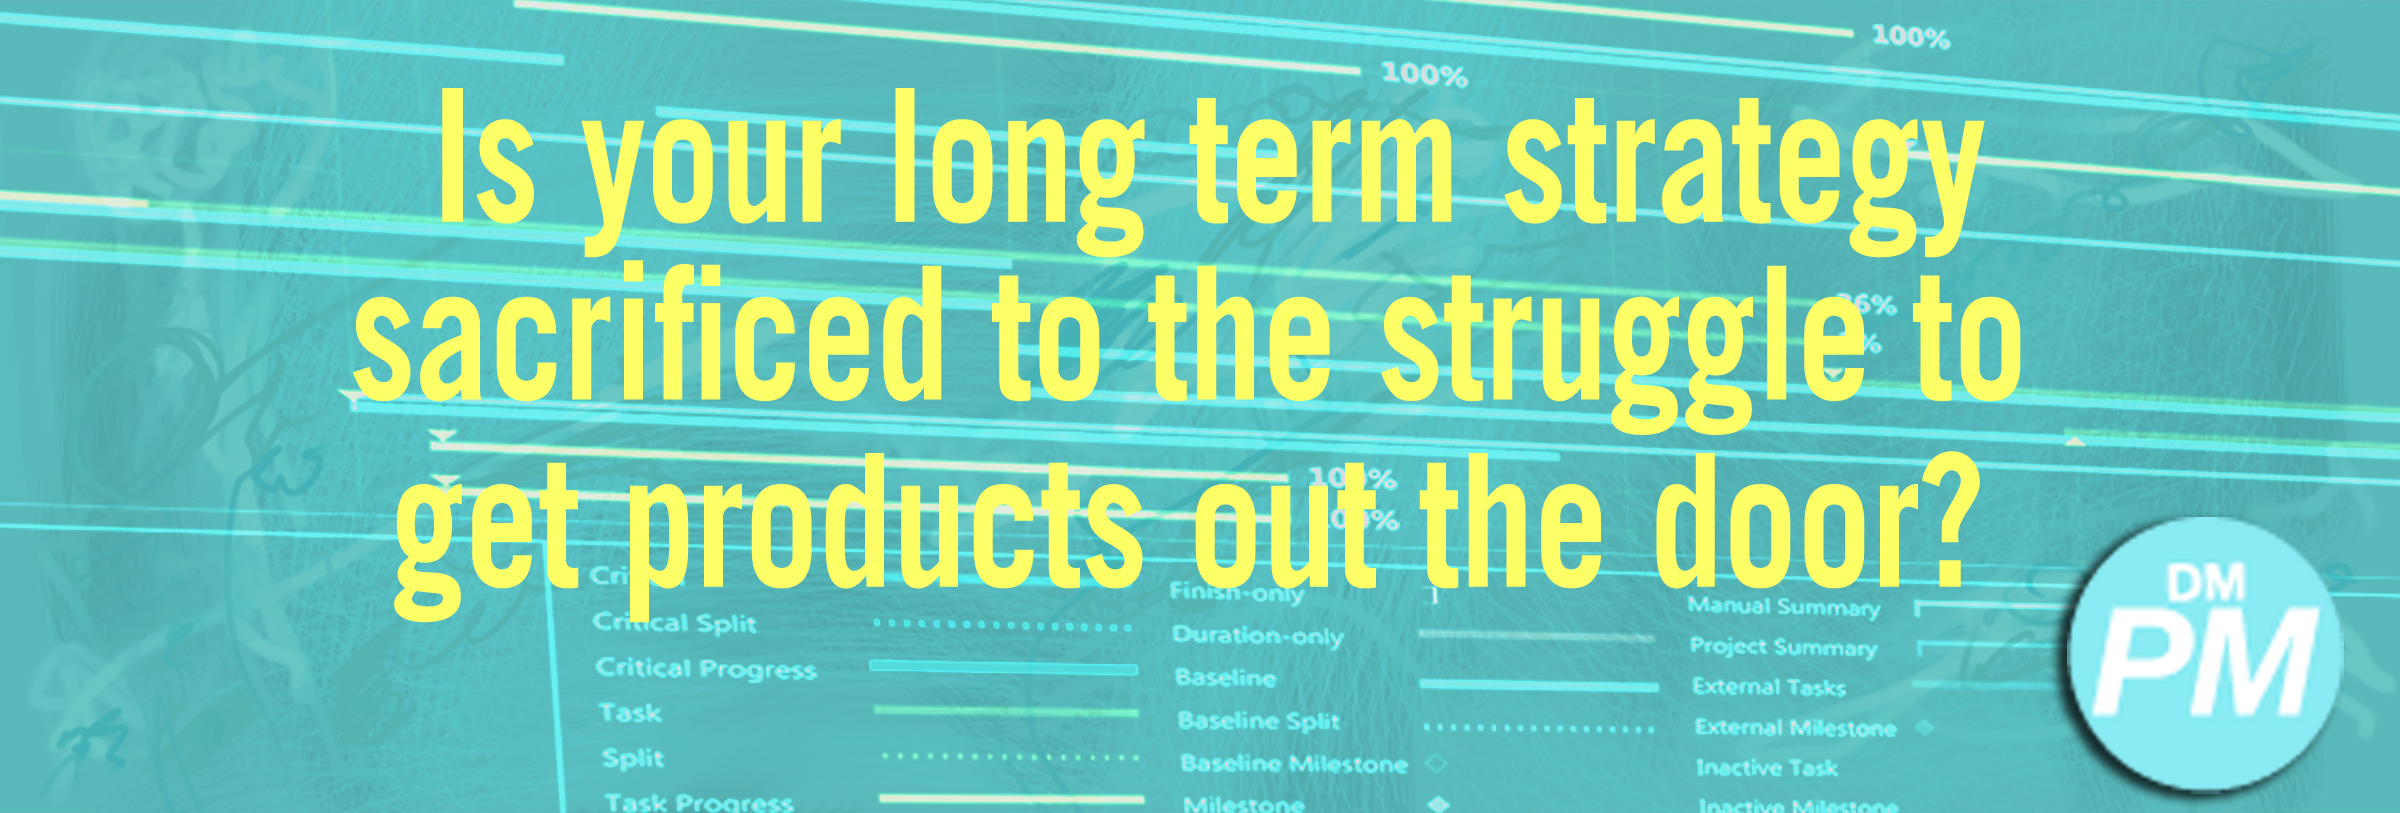 100%
100%
Is your long term strategy
sacrificed to the struggle to
get products out the door?
100%
Critical Split
Critical Progress
Task
Split
Task Progress
Finish-only
Duration-only
Baseline
Baseline Split
Baseline Milestone
Milestone
Manual Summary
Project Summary
External Tasks
External Milestone
Inactive Task
Inactive Milestone
DM
PM